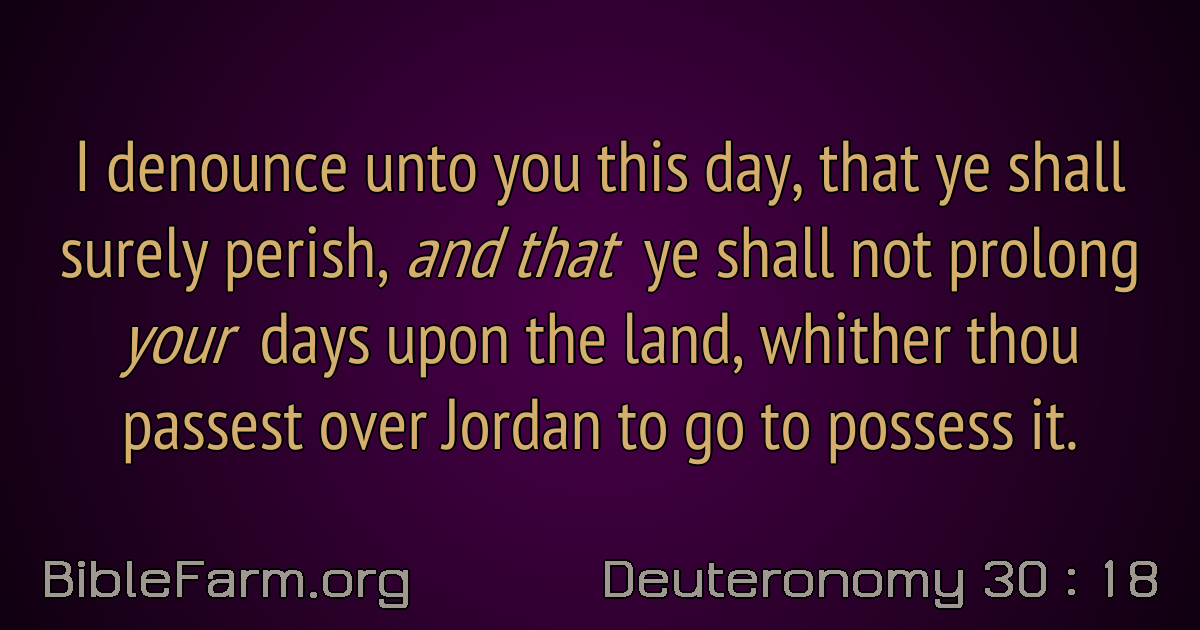 I denounce unto you this day, that ye shall
surely perish, and that ye shall not prolong
your days upon the land, whither thou
passest over Jordan to go to possess it.
BibleFarm.org
Deuteronomy 30 : 18